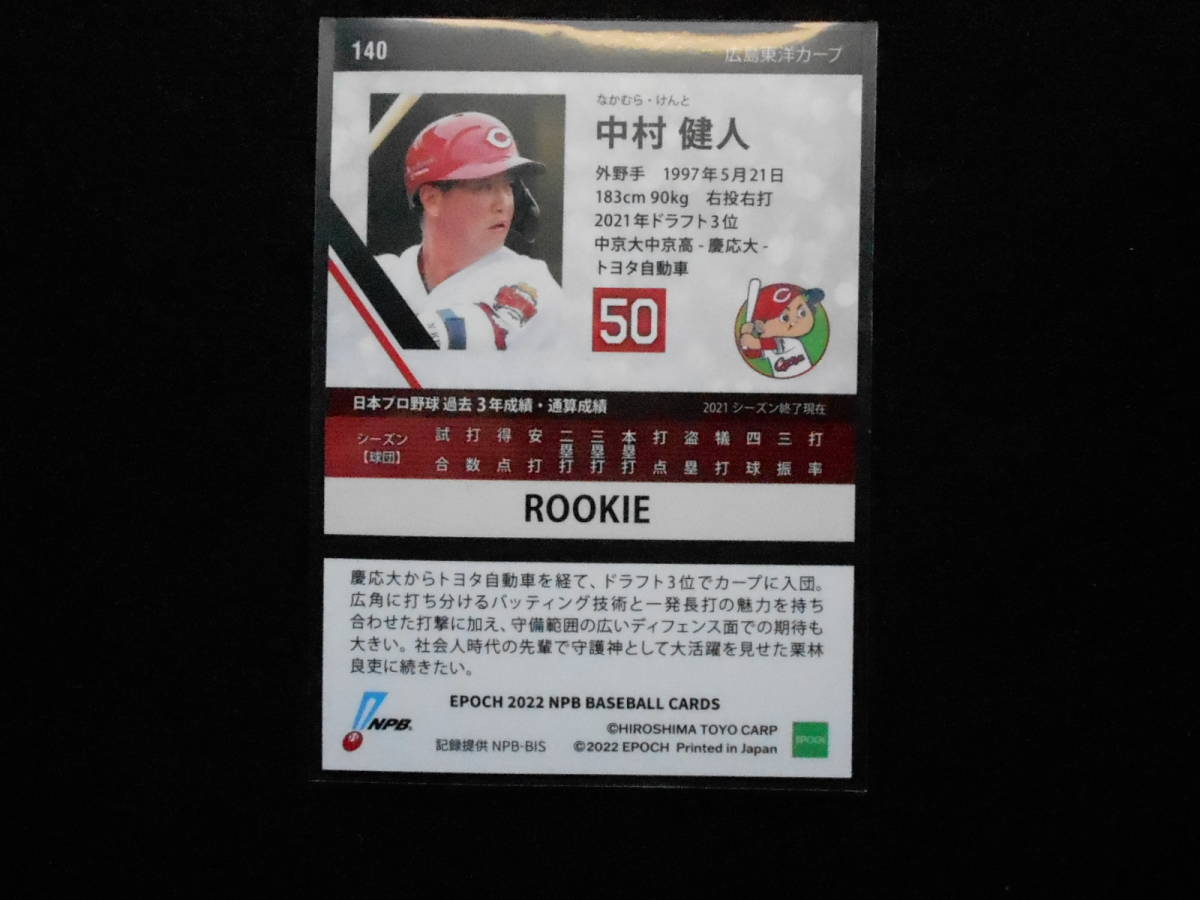 140
広島東洋カープ
なかむら・けんと
中村 健人
外野手 1997年5月21日
183cm 90kg 右投右打
2021年ドラフト3位
中京大中京高 - 慶応大 -
トヨタ自動車
50
C
Carp
日本プロ野球 過去3年成績・通算成績
2021 シーズン終了現在
シーズン【球団】 試合 打数 得点 安打 二塁打 三塁打 本塁打 打点 盗塁 犠打 四球 三振 打率
ROOKIE
慶応大からトヨタ自動車を経て、ドラフト3位でカープに入団。
広角に打ち分けるバッティング技術と一発長打の魅力を持ち
合わせた打撃に加え、守備範囲の広いディフェンス面での期待も
大きい。社会人時代の先輩で守護神として大活躍を見せた栗林
良吏に続きたい。
EPOCH 2022 NPB BASEBALL CARDS
NPB
©HIROSHIMA TOYO CARP
記録提供 NPB-BIS ©2022 EPOCH Printed in Japan
EPOCH